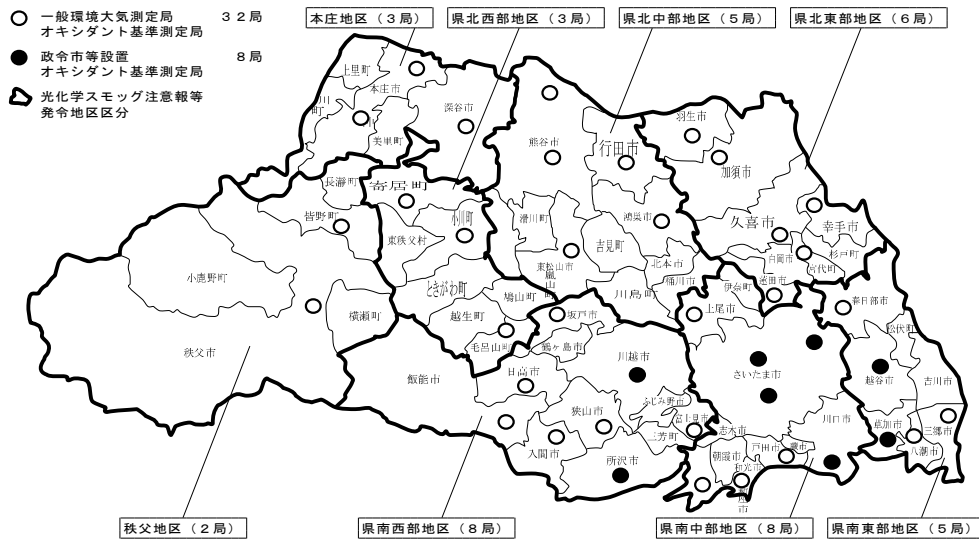 一般環境大気測定局 32局
オキシダント基準測定局
政令市等設置 8局
オキシダント基準測定局
光化学スモッグ注意報等
発令地区区分
本庄地区（3局）
県北西部地区（3局）
県北中部地区（5局）
県北東部地区（6局）
上里町
本庄市
川町
美里町
深谷市
熊谷市
行田市
羽生市
加須市
長瀞町
寄居町
皆野町
小川町
東秩父村
滑川町
鴻巣市
吉見町
久喜市
幸手市
白岡市
杉戸町
宮代町
小鹿野町
東松山市
嵐山町
北本市
桶川市
伊奈町
蓮田市
ときがわ町
鳩山町
川島町
春日部市
横瀬町
越生町
坂戸市
上尾市
松伏町
秩父市
毛呂山町
鶴ヶ島市
川越市
さいたま市
越谷市
吉川市
飯能市
日高市
ふじみ野市
狭山市
富士見市
川口市
草加市
三郷市
三芳町
志木市
戸田市
蕨市
八潮市
入間市
所沢市
朝霞市
和光市
秩父地区（2局）
県南西部地区（8局）
県南中部地区（8局）
県南東部地区（5局）